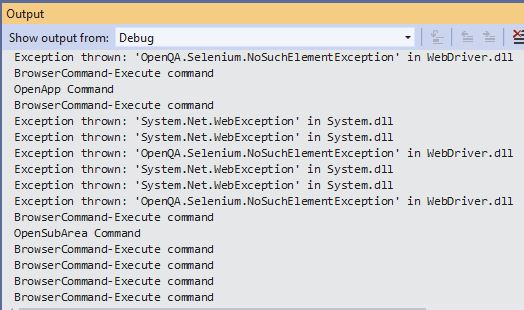 Output
Show output from: Debug
Exception thrown: 'OpenQA.Selenium.NoSuchElementException' in WebDriver.dll
BrowserCommand-Execute command
OpenApp Command
BrowserCommand-Execute command
Exception thrown: 'System.Net.WebException' in System.dll
Exception thrown: 'System.Net.WebException' in System.dll
Exception thrown: 'OpenQA.Selenium.NoSuchElementException' in WebDriver.dll
Exception thrown: 'System.Net.WebException' in System.dll
Exception thrown: 'System.Net.WebException' in System.dll
Exception thrown: 'OpenQA.Selenium.NoSuchElementException' in WebDriver.dll
BrowserCommand-Execute command
OpenSubArea Command
BrowserCommand-Execute command
BrowserCommand-Execute command
BrowserCommand-Execute command
BrowserCommand-Execute command